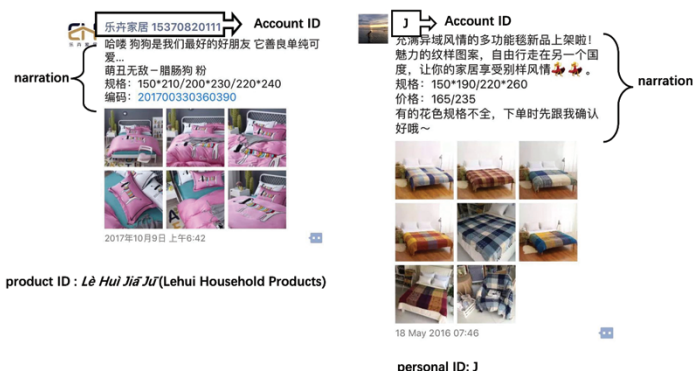 乐卉家居 15370820111
Account ID
乐卉家居
narration
哈喽 狗狗是我们最好的好朋友 它善良单纯可
爱...
萌丑无敌－腊肠狗 粉
规格：150*210/200*230/220*240
编码：201700330360390
2017年10月9日 上午6:42
product ID : Lè Huì Jiā Jū (Lehui Household Products)
J
Account ID
narration
充满异域风情的多功能毯新品上架啦！
魅力的纹样图案，自由行走在另一个国
度，让你的家居享受别样风情💃💃。
规格：150*190/220*260
价格：165/235
有的花色规格不全，下单时先跟我确认
好哦～
18 May 2016 07:46
personal ID: J